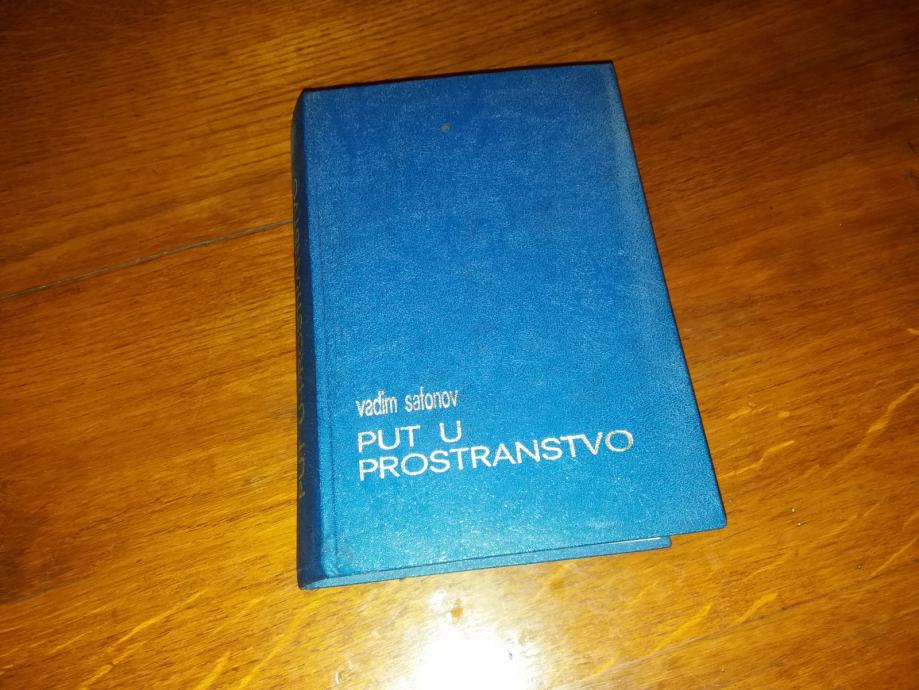 vadim safonov
PUT U
PROSTRANSTVO